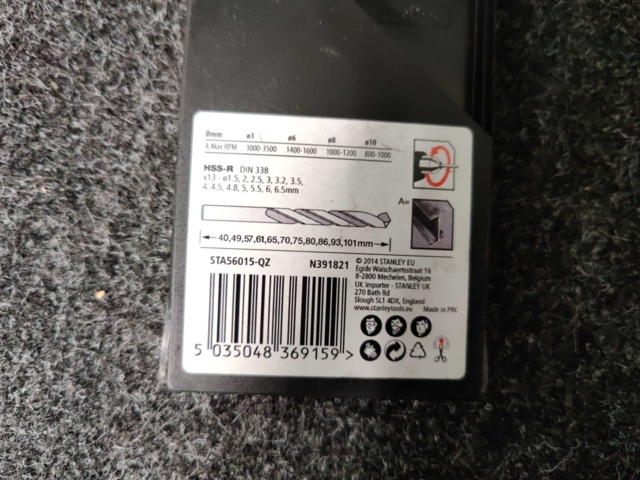 Ømm ø3 ø6 ø8 ø10
A Max RPM 3000-3500 1400-1600 1000-1200 800-1000
HSS-R DIN 338
x13 - ø1.5, 2, 2.5, 3, 3.2, 3.5,
4, 4.5, 4.8, 5, 5.5, 6, 6.5mm
A=
40,49,57,61,65,70,75,80,86,93,101mm
STA56015-QZ N391821
© 2014 STANLEY EU
Egide Walschaertsstraat 16
B-2800 Mechelen, Belgium
UK Importer - STANLEY UK
270 Bath Rd
Slough SL1 4DX, England
www.stanleytools.eu Made in PRC
5 035048 369159 >